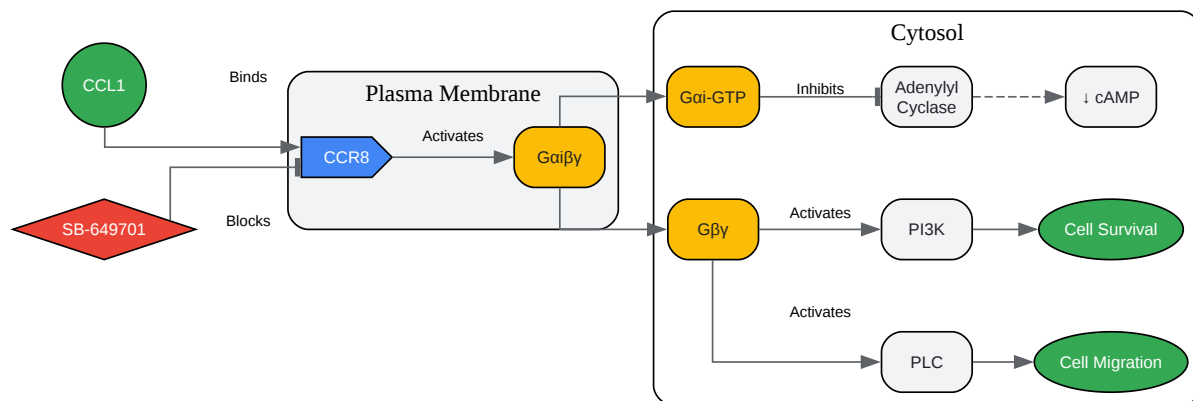 Cytosol
CCL1
Binds
Plasma Membrane
Gαi-GTP
Inhibits
Adenylyl
Cyclase
↓ cAMP
CCR8
Activates
Gαiβγ
SB-649701
Blocks
Gβγ
Activates
PI3K
Cell Survival
Activates
PLC
Cell Migration